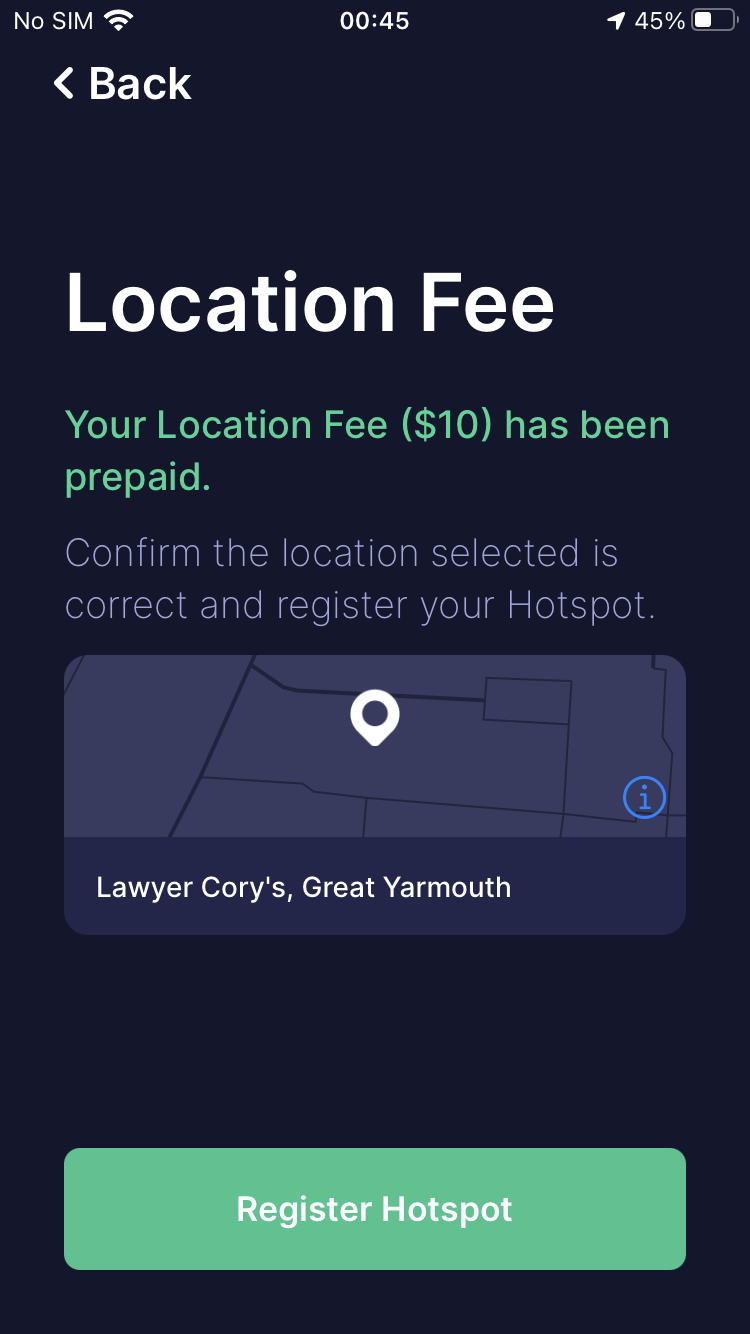 No SIM 00:45 45%
Back
Location Fee
Your Location Fee ($10) has been
prepaid.
Confirm the location selected is
correct and register your Hotspot.
i
Lawyer Cory's, Great Yarmouth
Register Hotspot